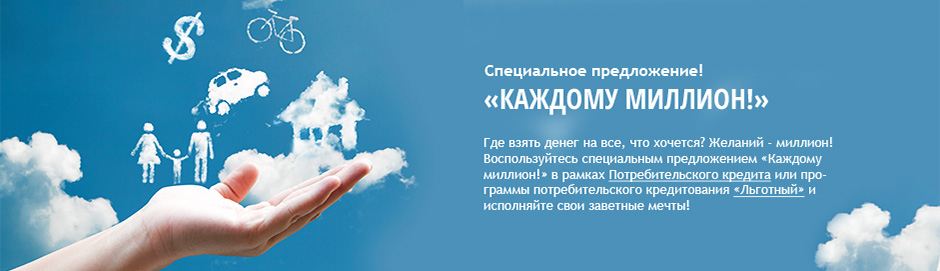 Специальное предложение!
«КАЖДОМУ МИЛЛИОН!»
Где взять денег на все, что хочется? Желаний - миллион!
Воспользуйтесь специальным предложением «Каждому
миллион!» в рамках Потребительского кредита или про-
граммы потребительского кредитования «Льготный» и
исполняйте свои заветные мечты!